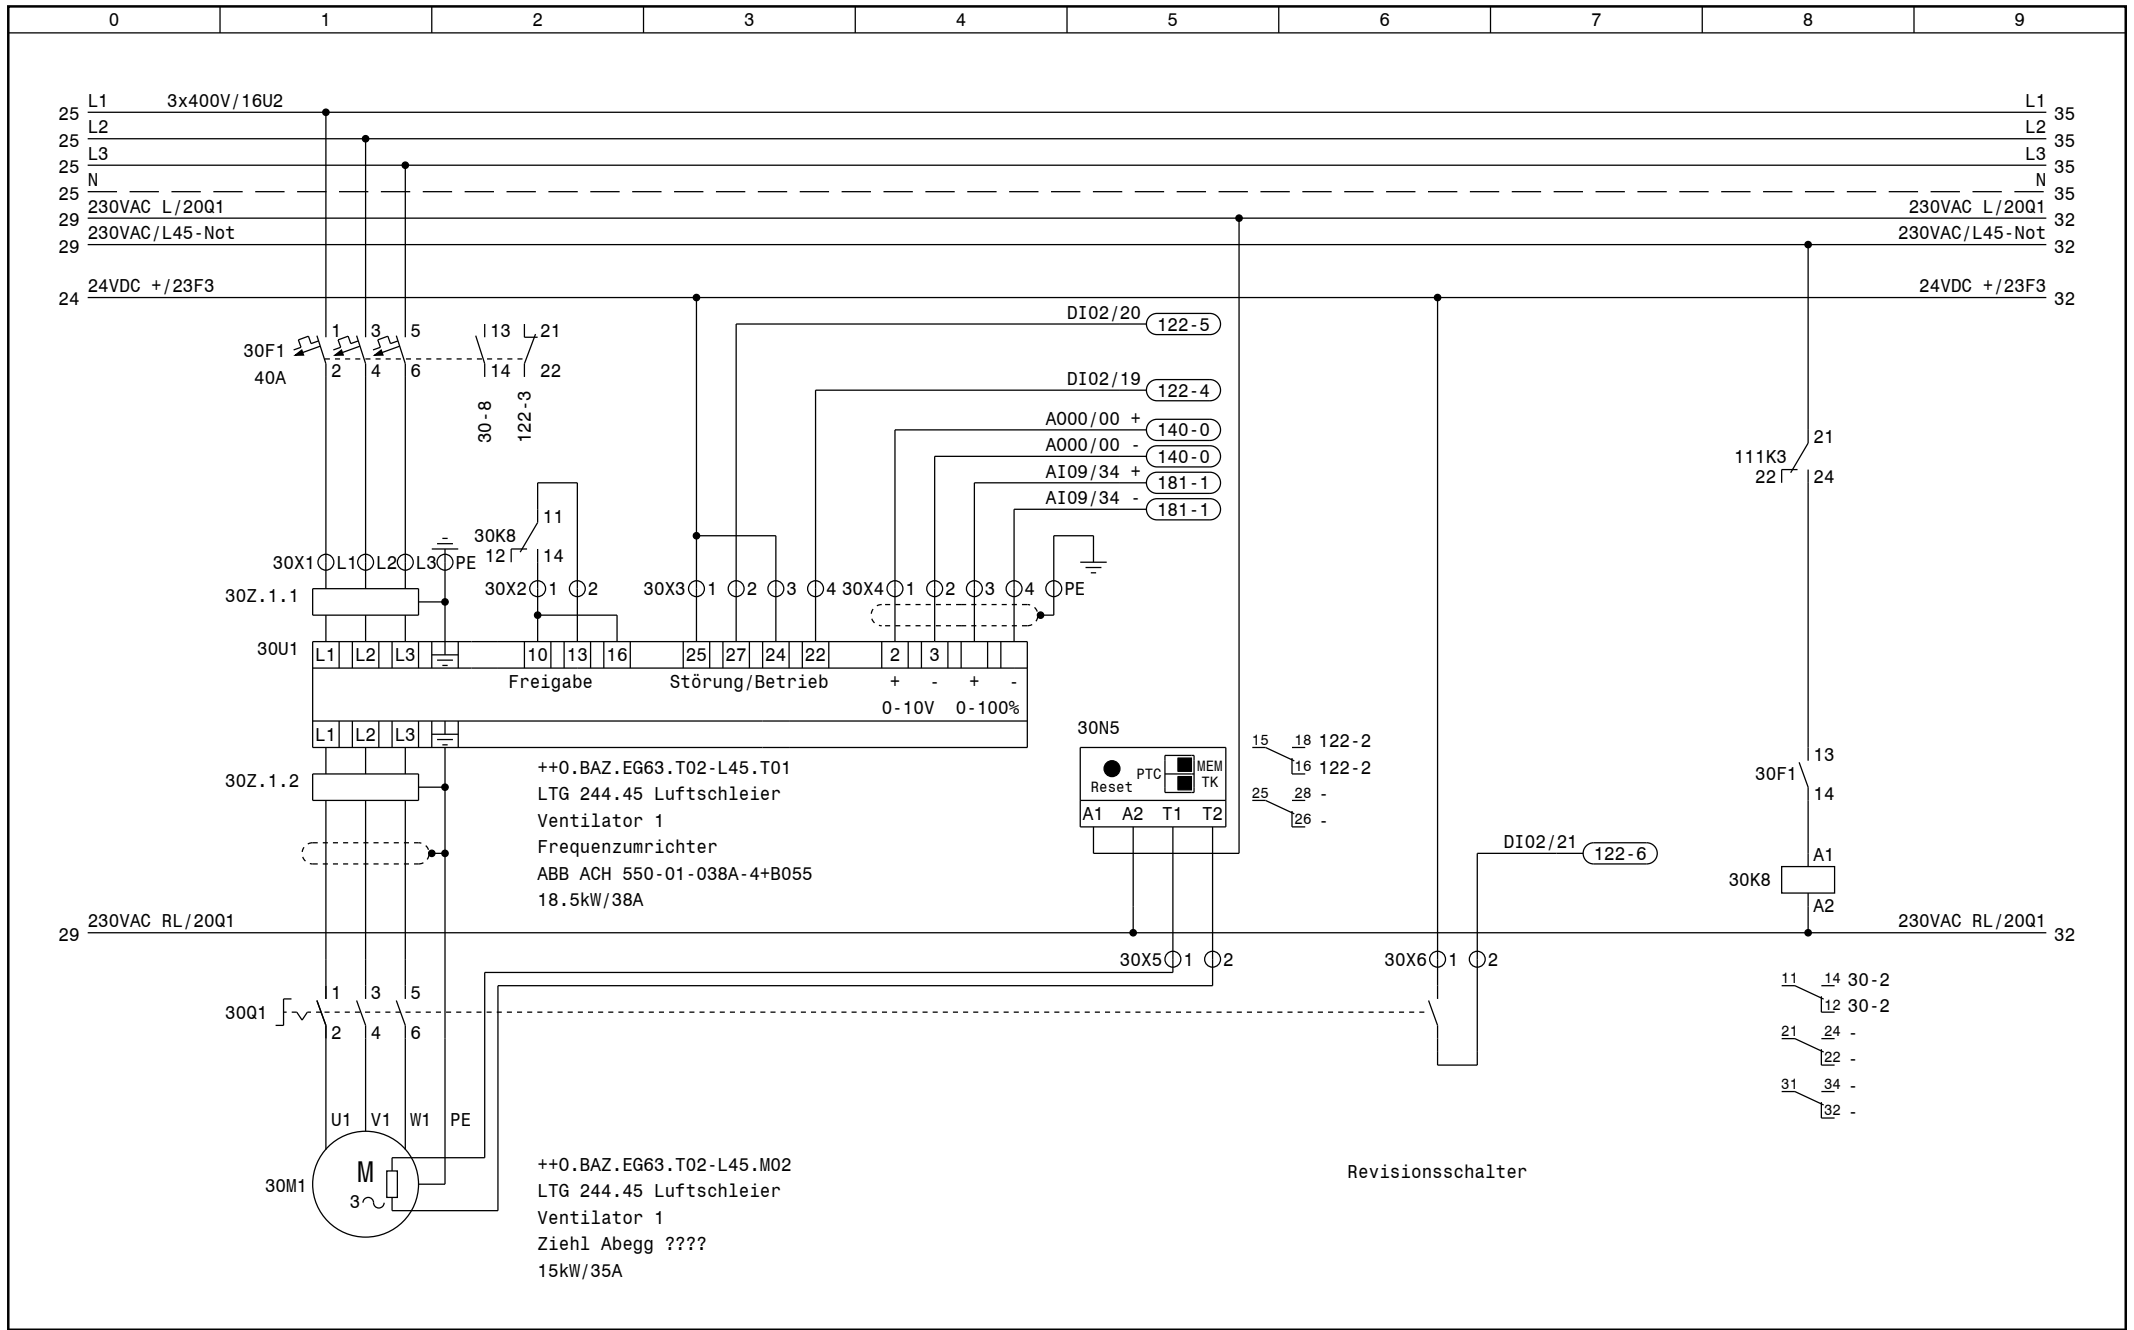 0 1 2 3 4 5 6 7 8 9
L1 3x400V/16U2 L1
25 35
L2 L2
25 35
L3 L3
25 35
N N
25 35
230VAC L/20Q1 230VAC L/20Q1
29 32
230VAC/L45-Not 230VAC/L45-Not
29 32
24VDC +/23F3 24VDC +/23F3
24 32
DI02/20
122-5
1 3 5 13 21
30F1
40A
2 4 6 14 22
30-8
122-3
DI02/19
122-4
AO00/00 +
140-0
AO00/00 -
140-0
AI09/34 +
181-1
AI09/34 -
181-1
21
111K3
22 24
11
30K8
12 14
30X1 L1 L2 L3 PE
30X2 1 2 30X3 1 2 3 4 30X4 1 2 3 4 PE
30Z.1.1
30U1 L1 L2 L3 10 13 16 25 27 24 22 2 3
Freigabe Störung/Betrieb + - + -
0-10V 0-100%
L1 L2 L3
30N5
15 18 122-2
16 122-2
25 28 -
26 -
Reset PTC MEM
TK
A1 A2 T1 T2
13
30F1
14
30Z.1.2
++O.BAZ.EG63.T02-L45.T01
LTG 244.45 Luftschleier
Ventilator 1
Frequenzumrichter
ABB ACH 550-01-038A-4+B055
18.5kW/38A
DI02/21
122-6
A1
30K8
A2
230VAC RL/20Q1 230VAC RL/20Q1
29 32
30X5 1 2 30X6 1 2
11 14 30-2
12 30-2
21 24 -
22 -
31 34 -
32 -
1 3 5
30Q1
2 4 6
U1 V1 W1 PE
30M1
M
3
++O.BAZ.EG63.T02-L45.M02
LTG 244.45 Luftschleier
Ventilator 1
Ziehl Abegg ????
15kW/35A
Revisionsschalter